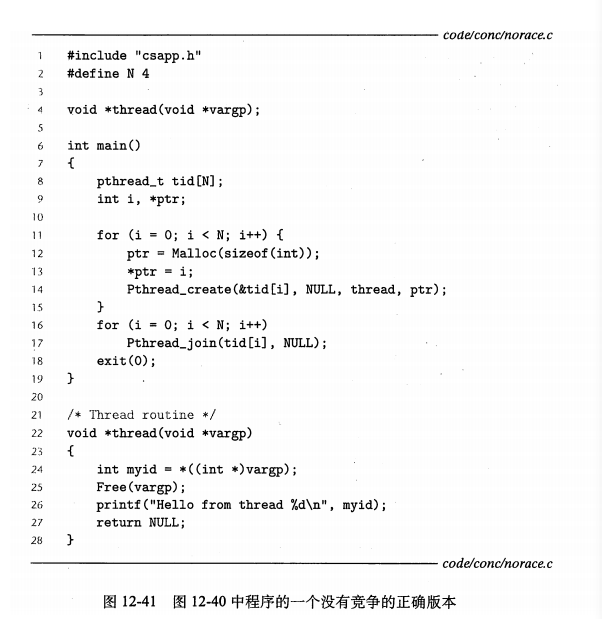 code/conc/norace.c
1 #include "csapp.h"
2 #define N 4
3
4 void *thread(void *vargp);
5
6 int main()
7 {
8     pthread_t tid[N];
9     int i, *ptr;
10
11     for (i = 0; i < N; i++) {
12         ptr = Malloc(sizeof(int));
13         *ptr = i;
14         Pthread_create(&tid[i], NULL, thread, ptr);
15     }
16     for (i = 0; i < N; i++)
17         Pthread_join(tid[i], NULL);
18     exit(0);
19 }
20
21 /* Thread routine */
22 void *thread(void *vargp)
23 {
24     int myid = *((int *)vargp);
25     Free(vargp);
26     printf("Hello from thread %d\n", myid);
27     return NULL;
28 }
code/conc/norace.c
图 12-41 图 12-40 中程序的一个没有竞争的正确版本